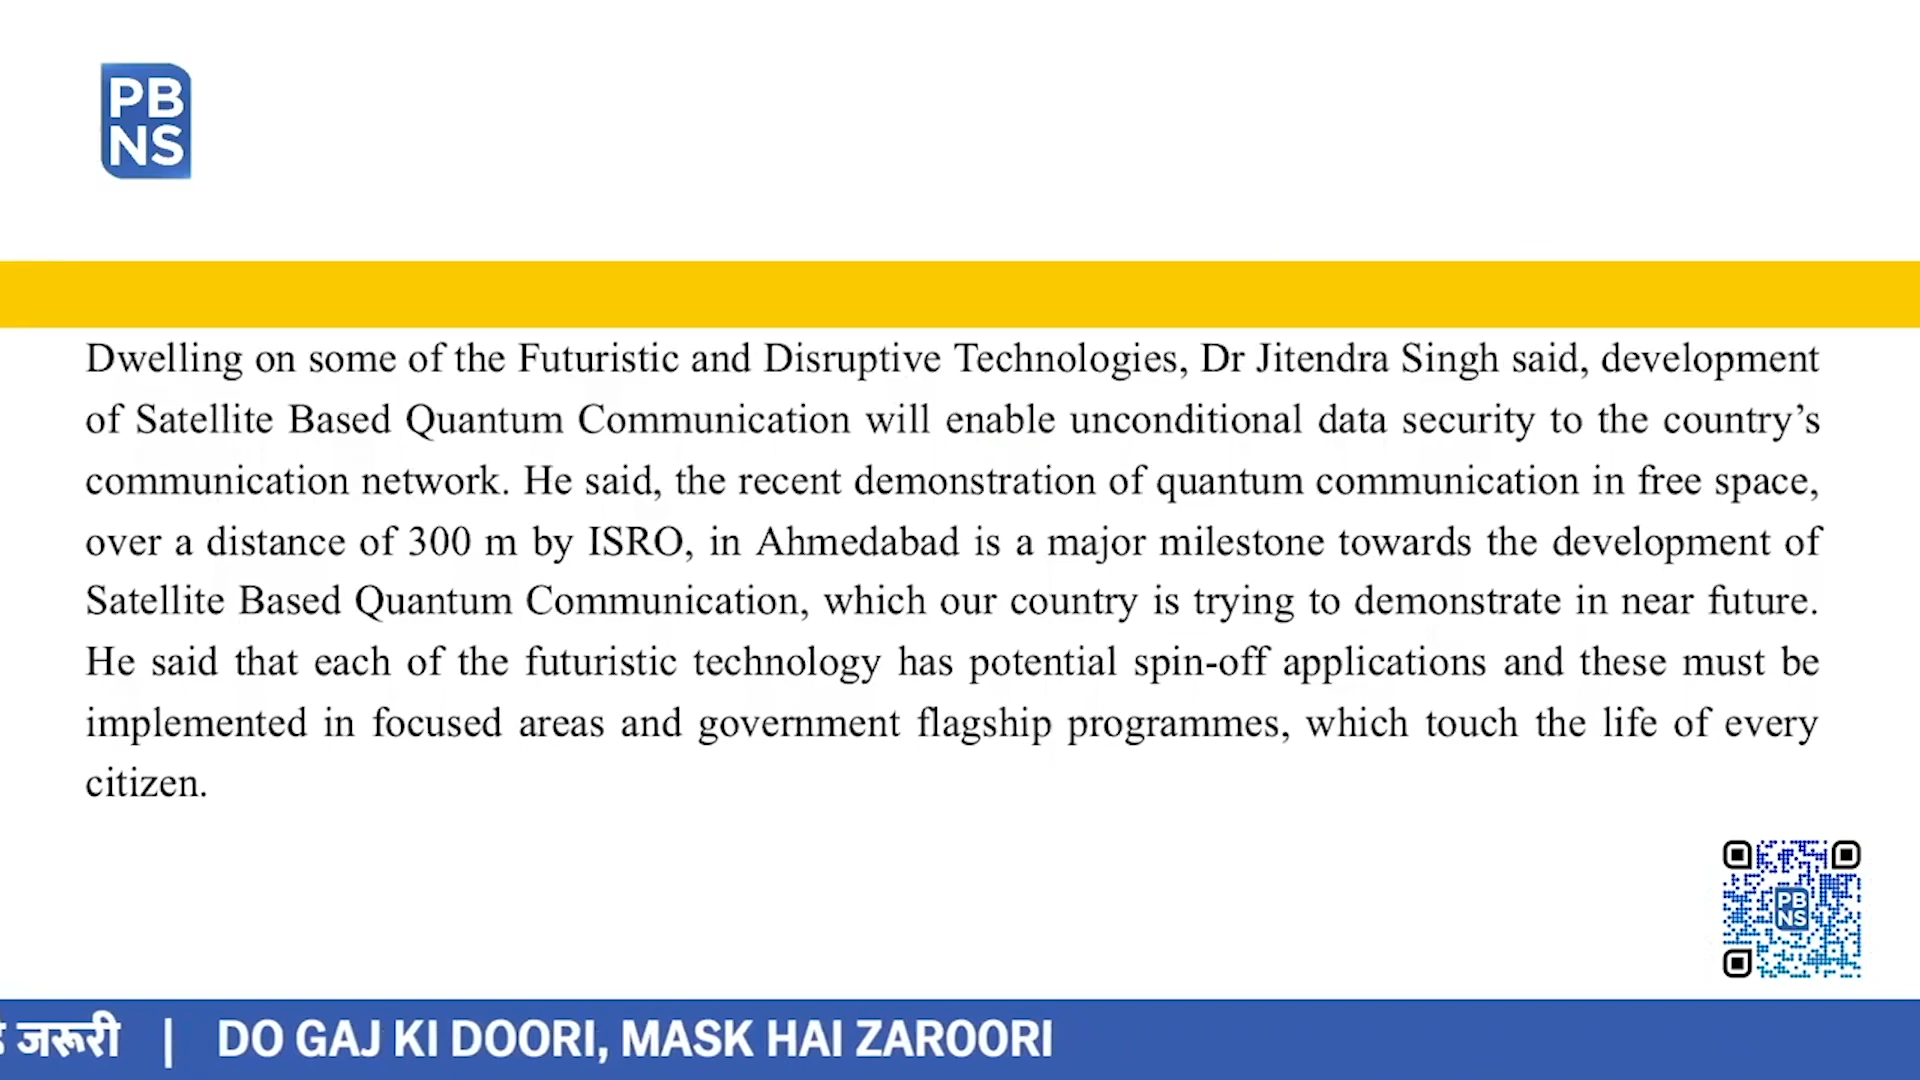 PB
NS
Dwelling on some of the Futuristic and Disruptive Technologies, Dr Jitendra Singh said, development
of Satellite Based Quantum Communication will enable unconditional data security to the country’s
communication network. He said, the recent demonstration of quantum communication in free space,
over a distance of 300 m by ISRO, in Ahmedabad is a major milestone towards the development of
Satellite Based Quantum Communication, which our country is trying to demonstrate in near future.
He said that each of the futuristic technology has potential spin-off applications and these must be
implemented in focused areas and government flagship programmes, which touch the life of every
citizen.
PB
NS
जरूरी | DO GAJ KI DOORI, MASK HAI ZAROORI